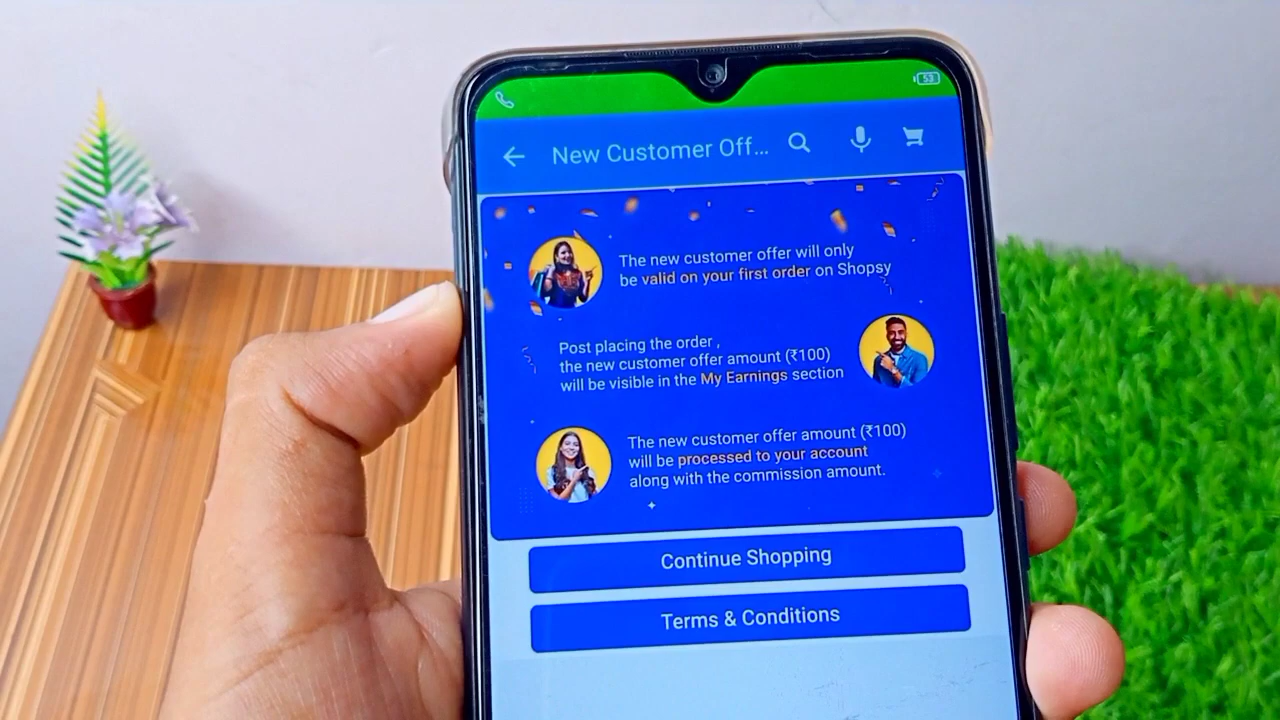 53
New Customer Off...
The new customer offer will only
be valid on your first order on Shopsy
Post placing the order ,
the new customer offer amount (₹100)
will be visible in the My Earnings section
The new customer offer amount (₹100)
will be processed to your account
along with the commission amount.
Continue Shopping
Terms & Conditions